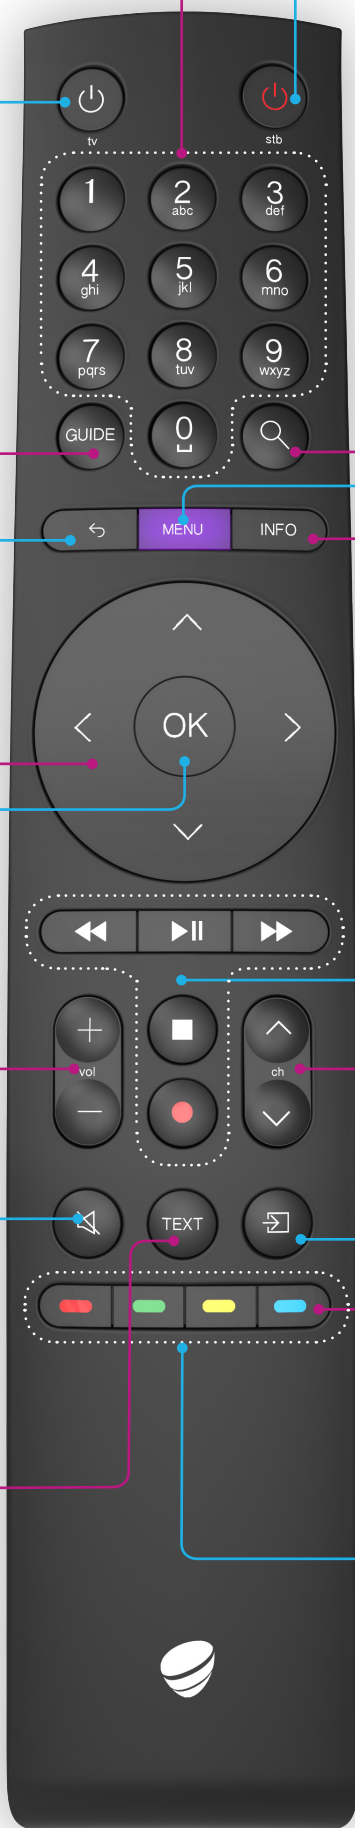 tv stb
1 2 3
abc def
4 5 6
ghi jkl mno
7 8 9
pqrs tuv wxyz
GUIDE 0
MENU INFO
OK
vol ch
TEXT